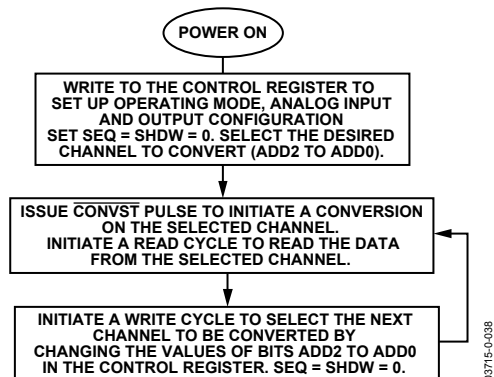 POWER ON
WRITE TO THE CONTROL REGISTER TO
SET UP OPERATING MODE, ANALOG INPUT
AND OUTPUT CONFIGURATION
SET SEQ = SHDW = 0. SELECT THE DESIRED
CHANNEL TO CONVERT (ADD2 TO ADD0).
ISSUE CONVST PULSE TO INITIATE A CONVERSION
ON THE SELECTED CHANNEL.
INITIATE A READ CYCLE TO READ THE DATA
FROM THE SELECTED CHANNEL.
INITIATE A WRITE CYCLE TO SELECT THE NEXT
CHANNEL TO BE CONVERTED BY
CHANGING THE VALUES OF BITS ADD2 TO ADD0
IN THE CONTROL REGISTER. SEQ = SHDW = 0.
03715-0-038